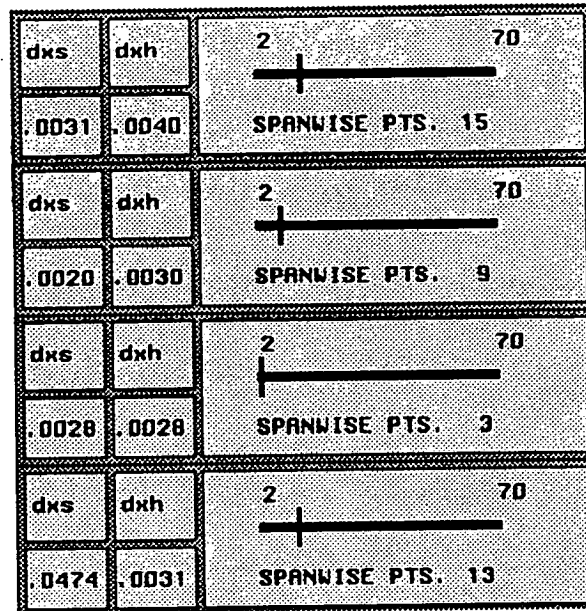 dxs dxh 2 70
.0031 .0040 SPANWISE PTS. 15
dxs dxh 2 70
.0020 .0030 SPANWISE PTS. 9
dxs dxh 2 70
.0028 .0028 SPANWISE PTS. 3
dxs dxh 2 70
.0474 .0031 SPANWISE PTS. 13